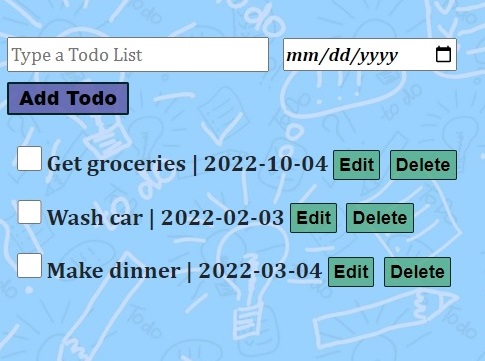 Type a Todo List mm/dd/yyyy
Add Todo
Get groceries | 2022-10-04 Edit Delete
Wash car | 2022-02-03 Edit Delete
Make dinner | 2022-03-04 Edit Delete